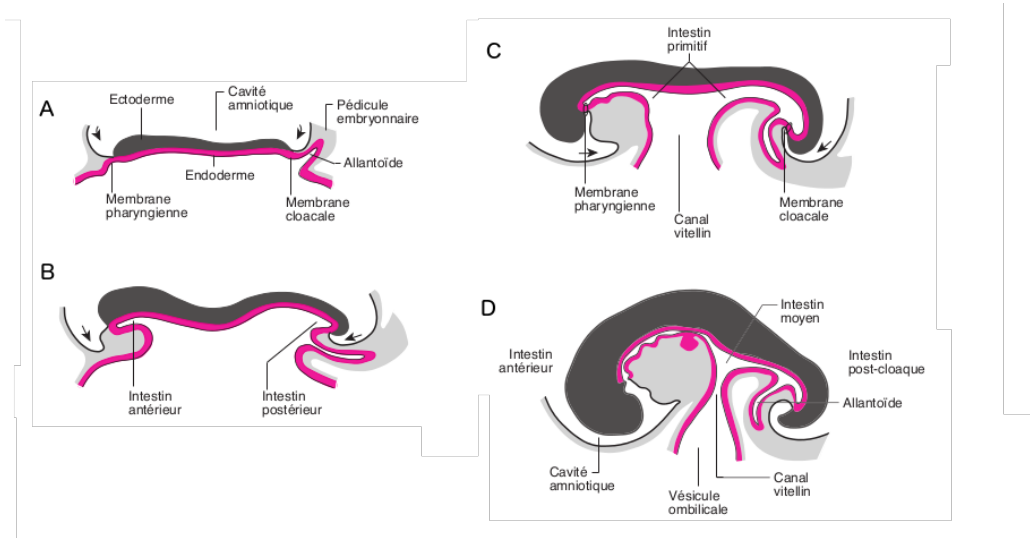 A
Ectoderme
Cavité
amniotique
Pédicule
embryonnaire
Allantoïde
Endoderme
Membrane
pharyngienne
Membrane
cloacale
B
Intestin
antérieur
Intestin
postérieur
C
Intestin
primitif
Membrane
pharyngienne
Canal
vitellin
Membrane
cloacale
D
Intestin
moyen
Intestin
antérieur
Intestin
post-cloaque
Allantoïde
Cavité
amniotique
Vésicule
ombilicale
Canal
vitellin